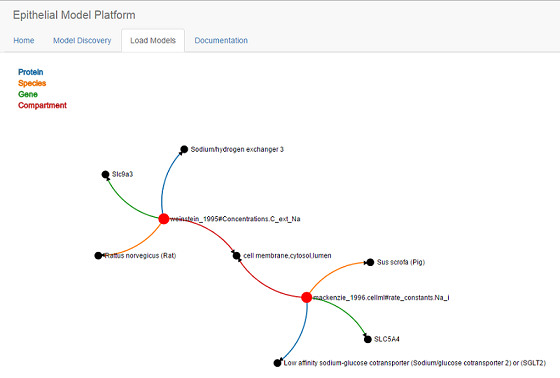 Epithelial Model Platform
Home Model Discovery Load Models Documentation
Protein
Species
Gene
Compartment
Sodium/hydrogen exchanger 3
Slc9a3
weinstein_1995#Concentrations.C_ext_Na
Rattus norvegicus (Rat)
cell membrane,cytosol,lumen
Sus scrofa (Pig)
mackenzie_1996.cellml#rate_constants.Na_i
SLC5A4
Low affinity sodium-glucose cotransporter (Sodium/glucose cotransporter 2) or (SGLT2)